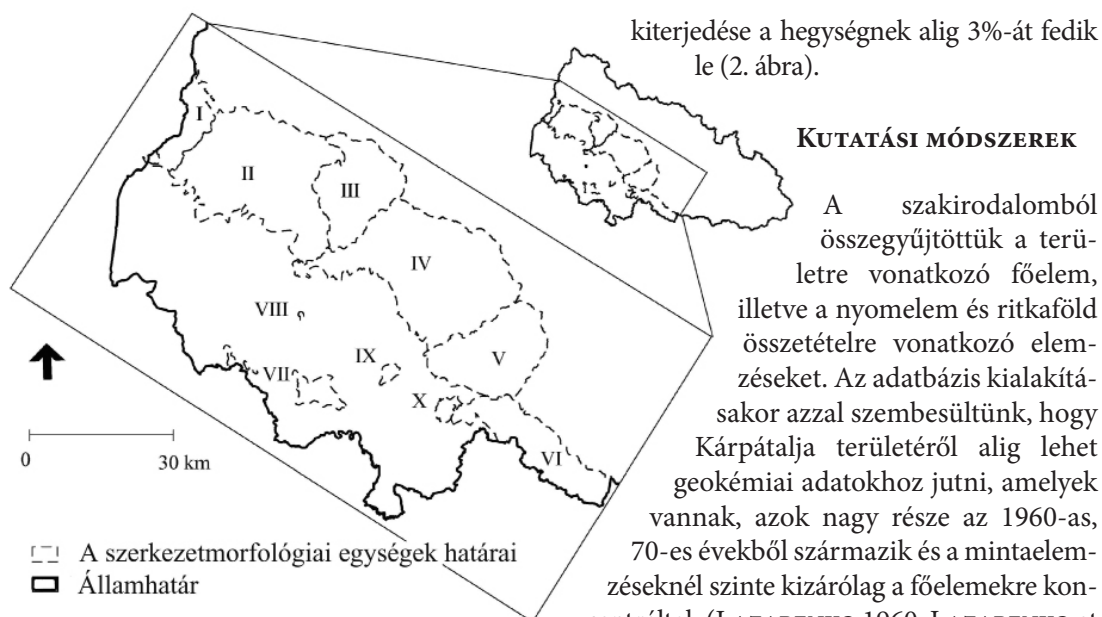 kiterjedése a hegységnek alig 3%-át fedik
le (2. ábra).
KUTATÁSI MÓDSZEREK
A szakirodalomból
összegyűjtöttük a terü-
letre vonatkozó főelem,
illetve a nyomelem és ritkaföld
összetételre vonatkozó elem-
zéseket. Az adatbázis kialakítá-
sakor azzal szembesültünk, hogy
Kárpátalja területéről alig lehet
geokémiai adatokhoz jutni, amelyek
vannak, azok nagy része az 1960-as,
70-es évekből származik és a mintaelem-
zéseknél szinte kizárólag a főelemekre kon-
I
II
III
IV
VIII
IX
V
VII
X
VI
0 30 km
A szerkezetmorfológiai egységek határai
Államhatár